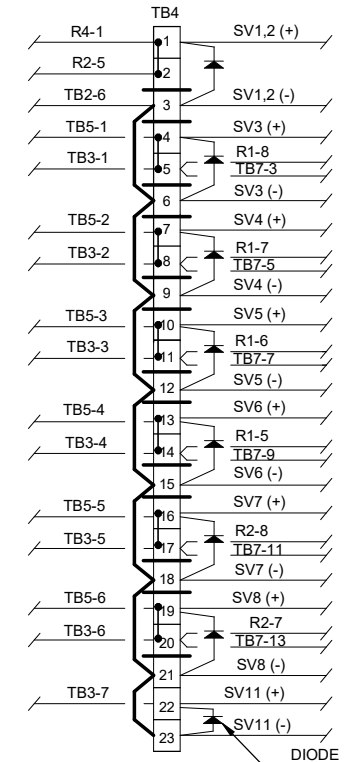 TB4
R4-1 1 SV1,2 (+)
R2-5 2
TB2-6 3 SV1,2 (-)
TB5-1 4 SV3 (+)
R1-8
TB3-1 5 TB7-3
6 SV3 (-)
TB5-2 7 SV4 (+)
R1-7
TB3-2 8 TB7-5
9 SV4 (-)
TB5-3 10 SV5 (+)
R1-6
TB3-3 11 TB7-7
12 SV5 (-)
TB5-4 13 SV6 (+)
R1-5
TB3-4 14 TB7-9
15 SV6 (-)
TB5-5 16 SV7 (+)
R2-8
TB3-5 17 TB7-11
18 SV7 (-)
TB5-6 19 SV8 (+)
R2-7
TB3-6 20 TB7-13
21 SV8 (-)
TB3-7 22 SV11 (+)
23 SV11 (-)
DIODE